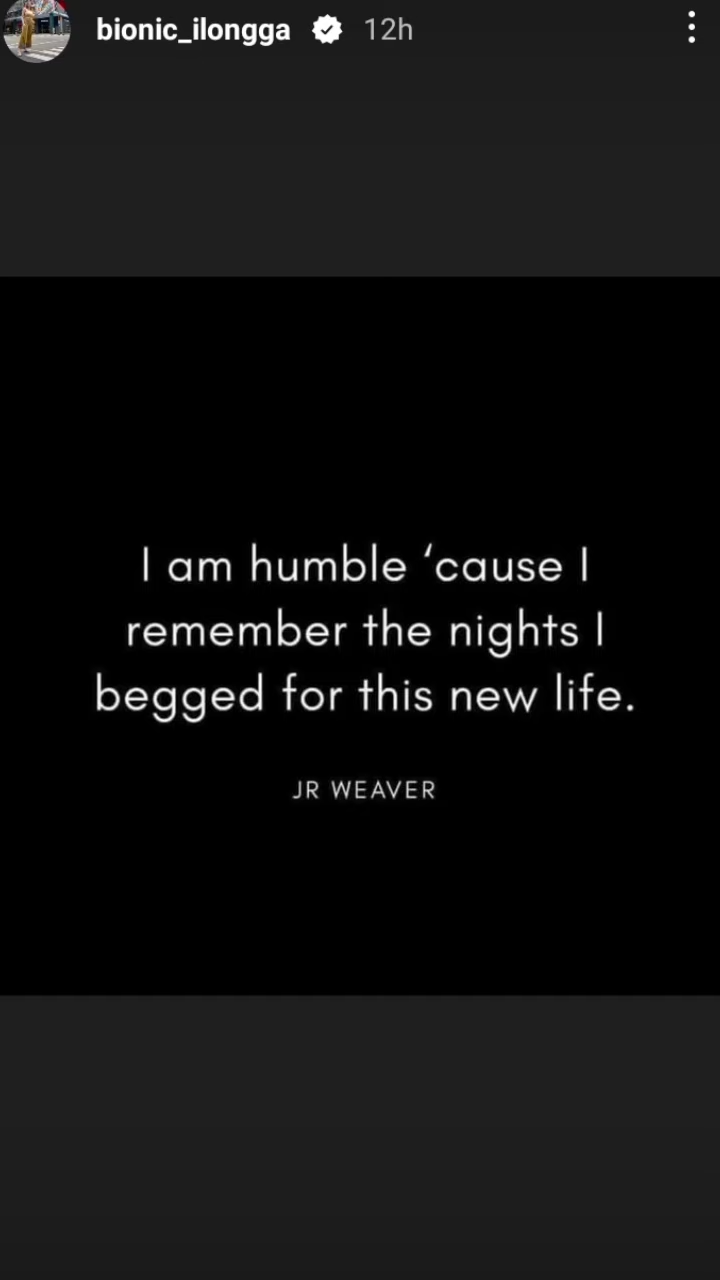 bionic_ilongga 12h
I am humble ‘cause I
remember the nights I
begged for this new life.
JR WEAVER